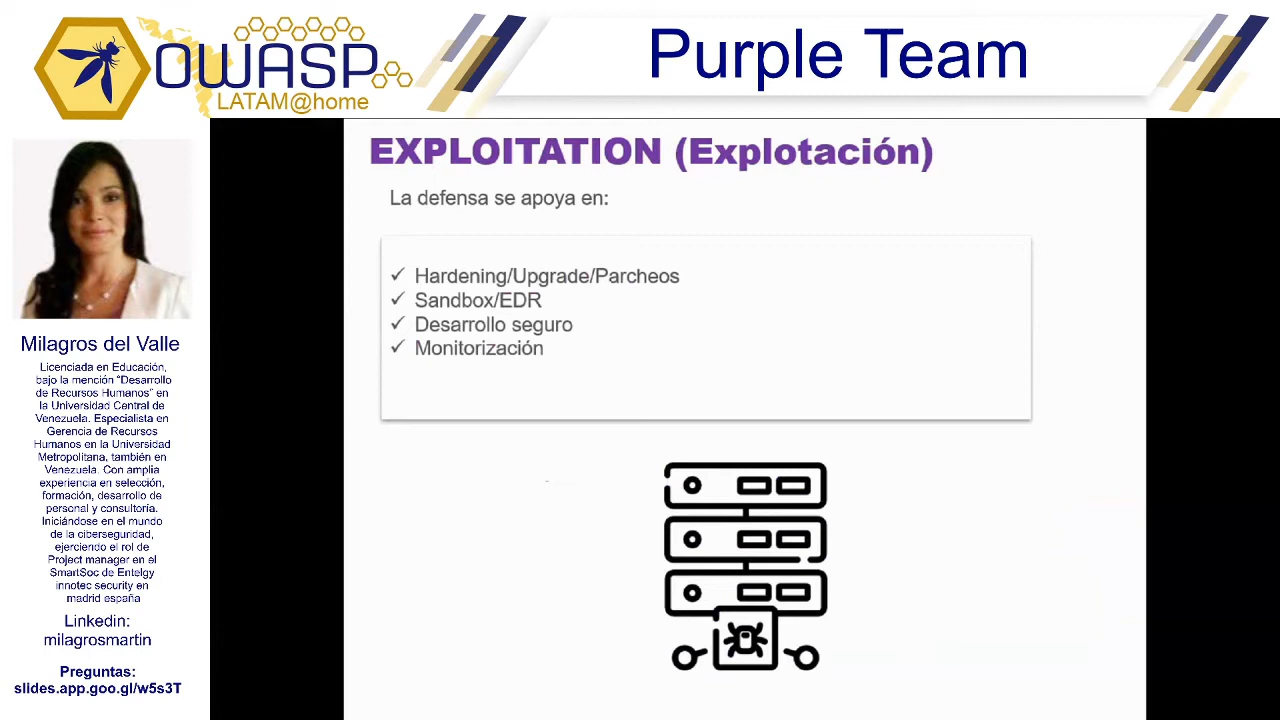 OWASP
LATAM@home
Purple Team
EXPLOITATION (Explotación)
La defensa se apoya en:
✓ Hardening/Upgrade/Parcheos
✓ Sandbox/EDR
✓ Desarrollo seguro
✓ Monitorización
Milagros del Valle
Licenciada en Educación,
bajo la mención “Desarrollo
de Recursos Humanos” en
la Universidad Central de
Venezuela. Especialista en
Gerencia de Recursos
Humanos en la Universidad
Metropolitana, también en
Venezuela. Con amplia
experiencia en selección,
formación, desarrollo de
personal y consultoría.
Iniciándose en el mundo
de la ciberseguridad,
ejerciendo el rol de
Project manager en el
SmartSoc de Entelgy
innotec security en
madrid españa
Linkedin:
milagrosmartin
Preguntas:
slides.app.goo.gl/w5s3T